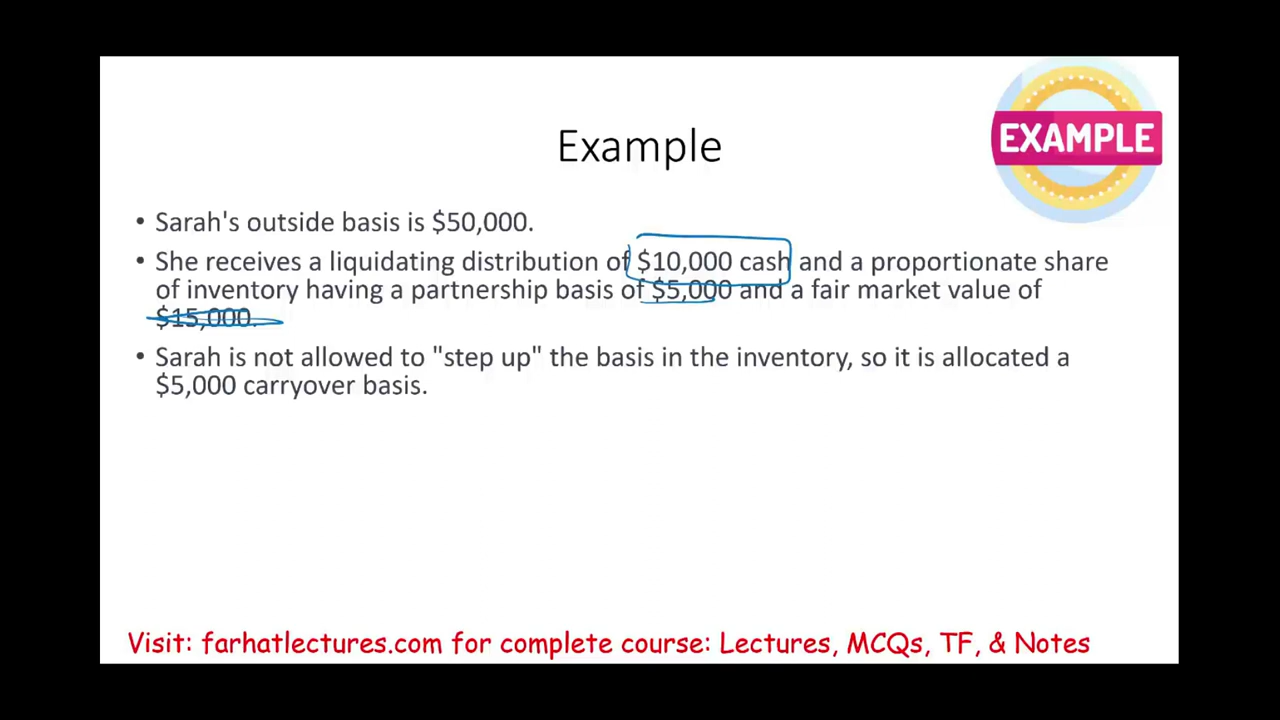 EXAMPLE
Example
• Sarah's outside basis is $50,000.
• She receives a liquidating distribution of $10,000 cash and a proportionate share
of inventory having a partnership basis of $5,000 and a fair market value of
$15,000.
• Sarah is not allowed to "step up" the basis in the inventory, so it is allocated a
$5,000 carryover basis.
Visit: farhatlectures.com for complete course: Lectures, MCQs, TF, & Notes